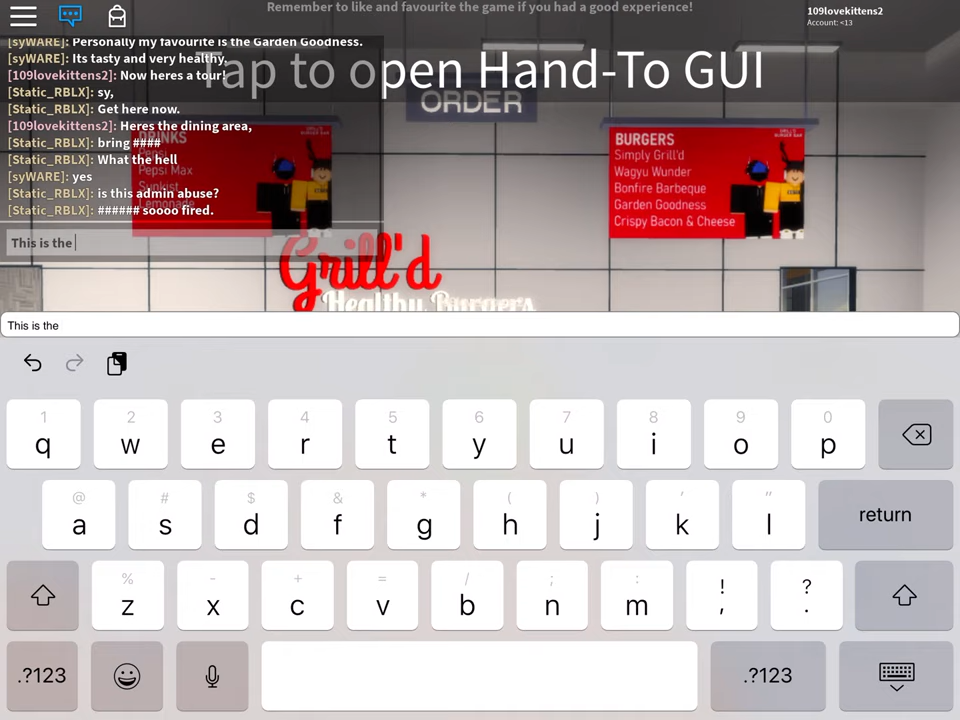 Remember to like and favourite the game if you had a good experience!
109lovekittens2
Account: <13
[syWARE]: Personally my favourite is the Garden Goodness.
[syWARE]: Its tasty and very healthy,
[109lovekittens2]: Now heres a tour!
[Static_RBLX]: sy,
[Static_RBLX]: Get here now.
[109lovekittens2]: Heres the dining area,
[Static_RBLX]: bring ####
[Static_RBLX]: What the hell
[syWARE]: yes
[Static_RBLX]: is this admin abuse?
[Static_RBLX]: ###### soooo fired.
This is the
Tap to open Hand-To GUI
ORDER
DRINKS
Pepsi
Pepsi Max
Sunkist
Lemonade
BURGERS
Simply Grill'd
Wagyu Wunder
Bonfire Barbeque
Garden Goodness
Crispy Bacon & Cheese
Grill'd
Healthy Burgers
This is the
1 2 3 4 5 6 7 8 9 0
q w e r t y u i o p
@ # $ & * ( ) ' "
a s d f g h j k l return
% - + = / ; : ! ?
z x c v b n m , .
.?123 .?123